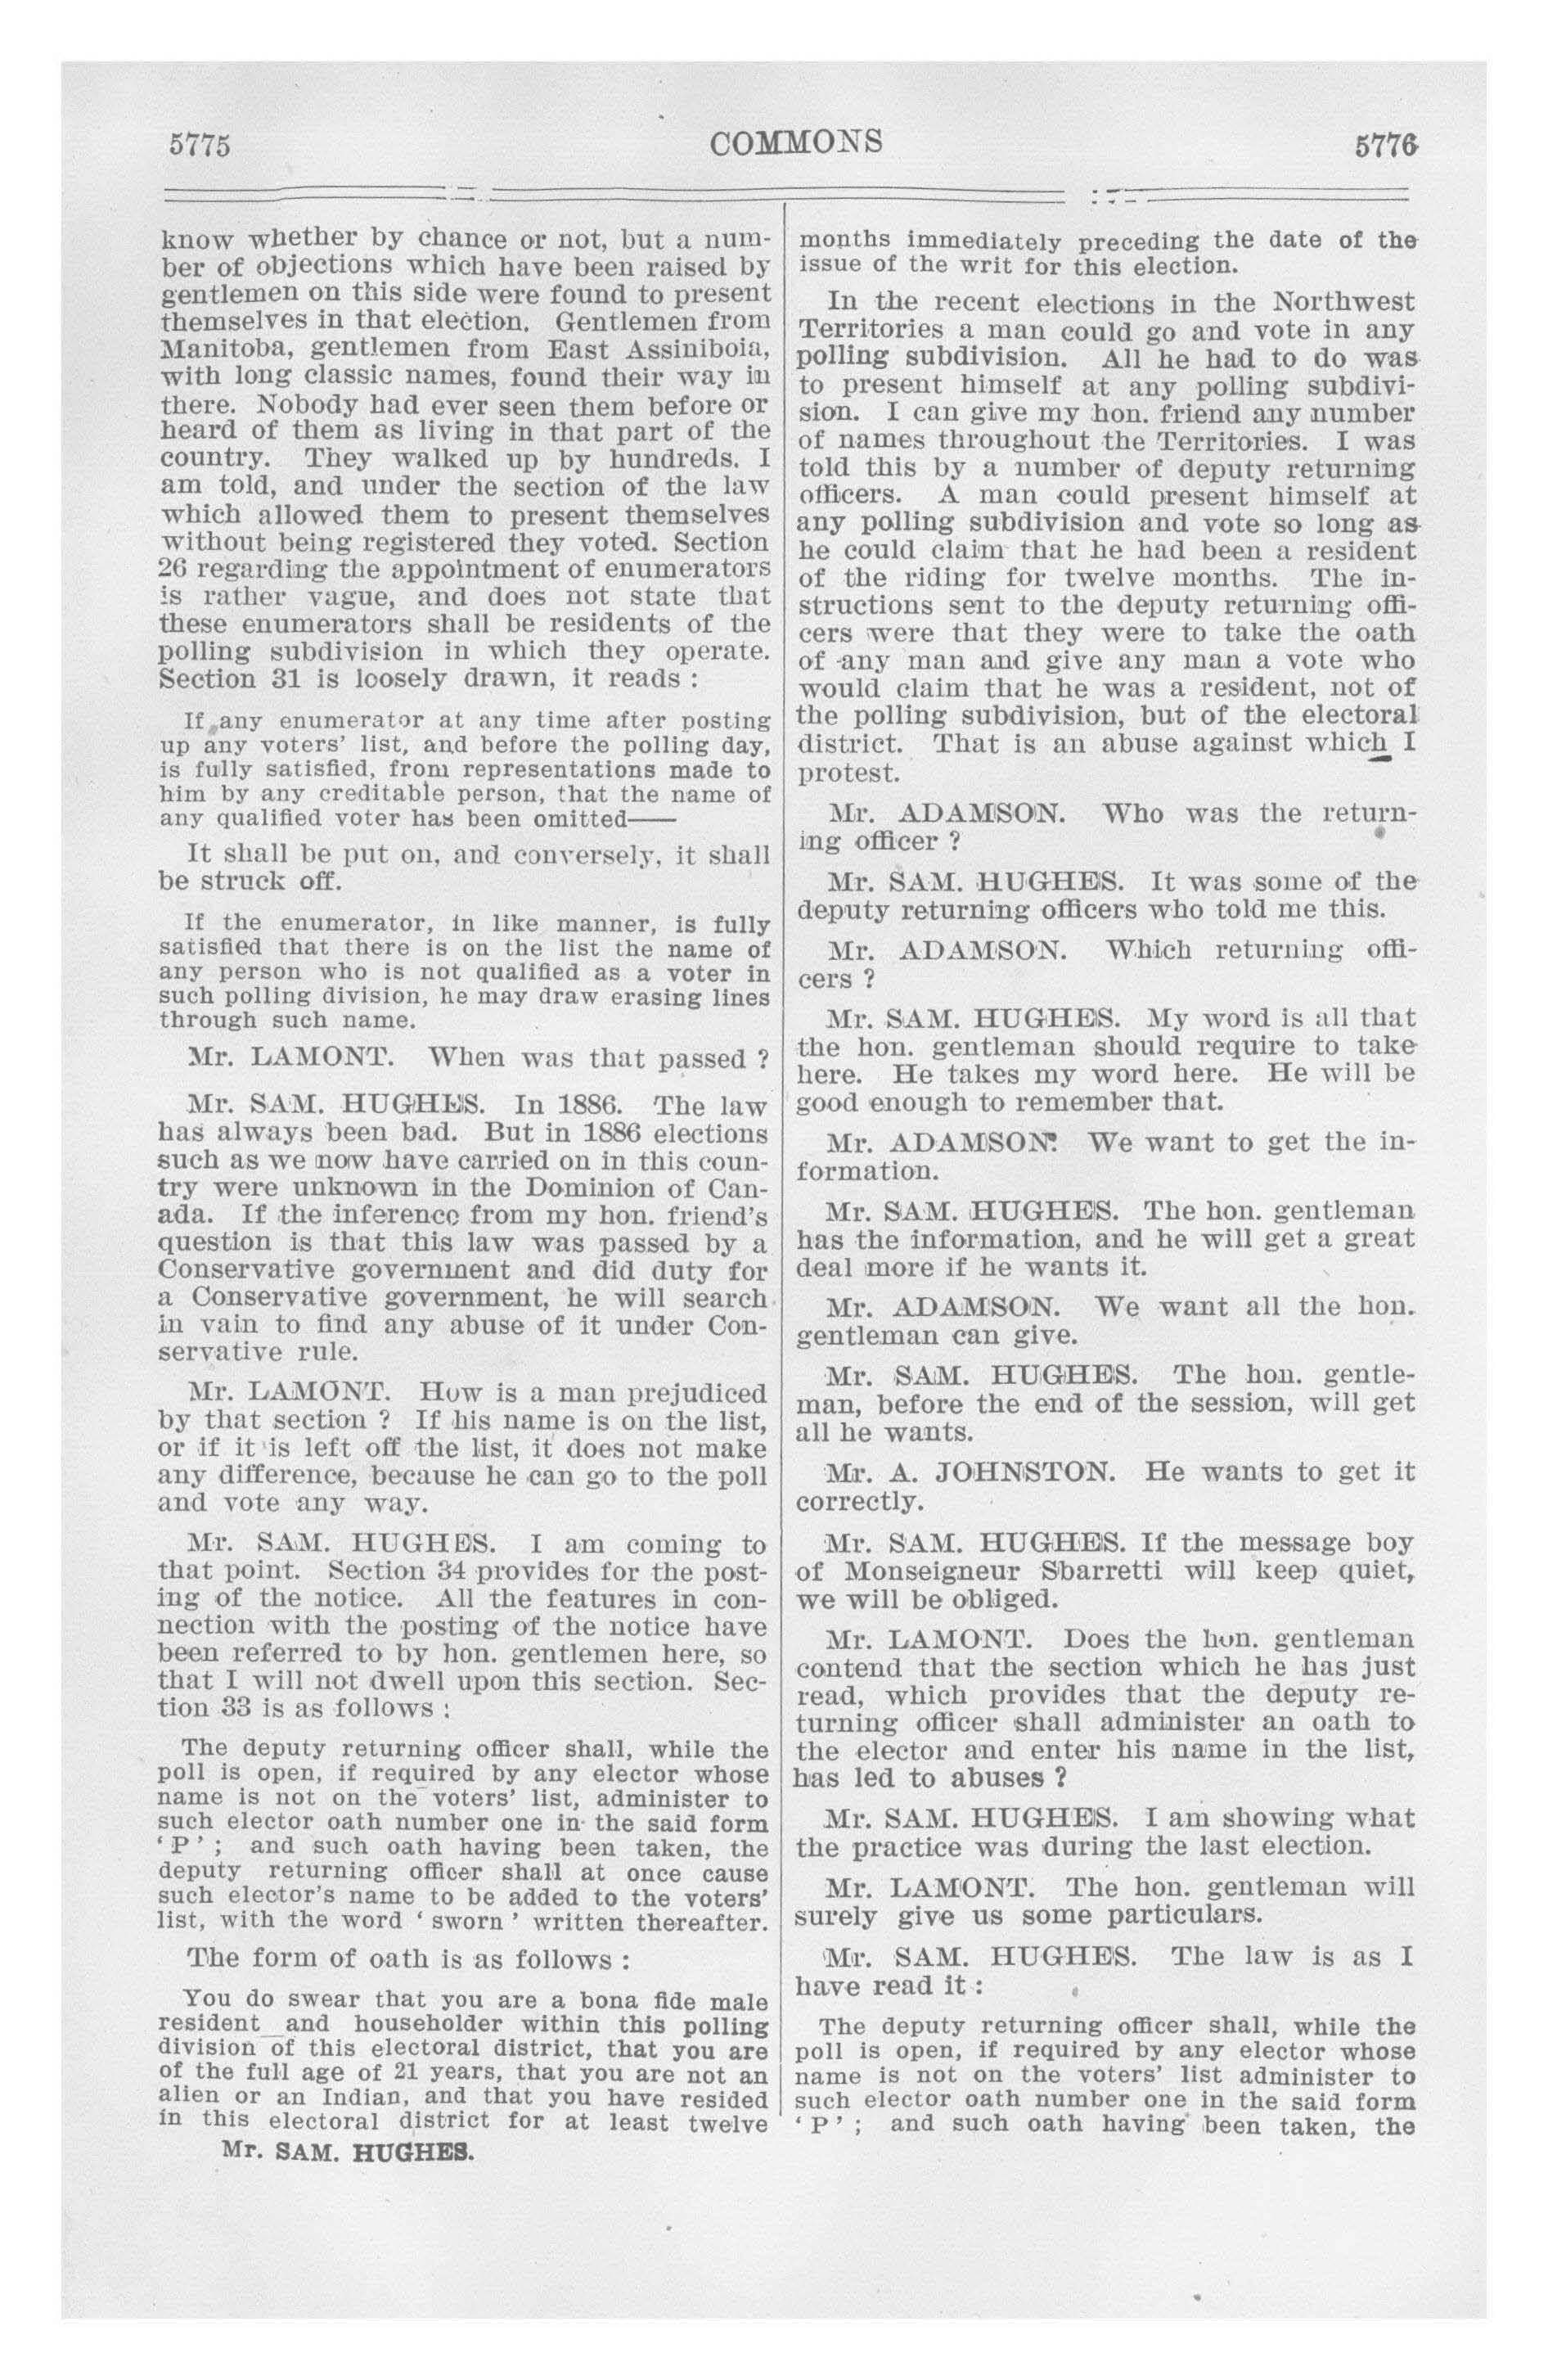 5775 COMMONS 5776
know whether by chance or not, but a num-
ber of objections which have been raised by
gentlemen on this side were found to present
themselves in that election. Gentlemen from
Manitoba, gentlemen from East Assiniboia,
with long classic names, found their way in
there. Nobody had ever seen them before or
heard of them as living in that part of the
country. They walked up by hundreds. I
am told, and under the section of the law
which allowed them to present themselves
without being registered they voted. Section
26 regarding the appointment of enumerators
is rather vague, and does not state that
these enumerators shall be residents of the
polling subdivision in which they operate.
Section 31 is loosely drawn, it reads :
If any enumerator at any time after posting
up any voters' list, and before the polling day,
is fully satisfied, from representations made to
him by any creditable person, that the name of
any qualified voter has been omitted——
It shall be put on, and conversely, it shall
be struck off.
If the enumerator, in like manner, is fully
satisfied that there is on the list the name of
any person who is not qualified as a voter in
such polling division, he may draw erasing lines
through such name.
Mr. LAMONT. When was that passed ?
Mr. SAM. HUGHES. In 1886. The law
has always been bad. But in 1886 elections
such as we now have carried on in this coun-
try were unknown in the Dominion of Can-
ada. If the inference from my hon. friend's
question is that this law was passed by a
Conservative government and did duty for
a Conservative government, he will search
in vain to find any abuse of it under Con-
servative rule.
Mr. LAMONT. How is a man prejudiced
by that section ? If his name is on the list,
or if it is left off the list, it does not make
any difference, because he can go to the poll
and vote any way.
Mr. SAM. HUGHES. I am coming to
that point. Section 34 provides for the post-
ing of the notice. All the features in con-
nection with the posting of the notice have
been referred to by hon. gentlemen here, so
that I will not dwell upon this section. Sec-
tion 33 is as follows :
The deputy returning officer shall, while the
poll is open, if required by any elector whose
name is not on the voters' list, administer to
such elector oath number one in the said form
' P ' ; and such oath having been taken, the
deputy returning officer shall at once cause
such elector's name to be added to the voters'
list, with the word ' sworn ' written thereafter.
The form of oath is as follows :
You do swear that you are a bona fide male
resident and householder within this polling
division of this electoral district, that you are
of the full age of 21 years, that you are not an
alien or an Indian, and that you have resided
in this electoral district for at least twelve
Mr. SAM. HUGHES.
months immediately preceding the date of the
issue of the writ for this election.
In the recent elections in the Northwest
Territories a man could go and vote in any
polling subdivision. All he had to do was
to present himself at any polling subdivi-
sion. I can give my hon. friend any number
of names throughout the Territories. I was
told this by a number of deputy returning
officers. A man could present himself at
any polling subdivision and vote so long as
he could claim that he had been a resident
of the riding for twelve months. The in-
structions sent to the deputy returning offi-
cers were that they were to take the oath
of any man and give any man a vote who
would claim that he was a resident, not of
the polling subdivision, but of the electoral
district. That is an abuse against which I
protest.
Mr. ADAMSON. Who was the return-
ing officer ?
Mr. SAM. HUGHES. It was some of the
deputy returning officers who told me this.
Mr. ADAMSON. Which returning offi-
cers ?
Mr. SAM. HUGHES. My word is all that
the hon. gentleman should require to take
here. He takes my word here. He will be
good enough to remember that.
Mr. ADAMSON. We want to get the in-
formation.
Mr. SAM. HUGHES. The hon. gentleman
has the information, and he will get a great
deal more if he wants it.
Mr. ADAMSON. We want all the hon.
gentleman can give.
Mr. SAM. HUGHES. The hon. gentle-
man, before the end of the session, will get
all he wants.
Mr. A. JOHNSTON. He wants to get it
correctly.
Mr. SAM. HUGHES. If the message boy
of Monseigneur Sbarretti will keep quiet,
we will be obliged.
Mr. LAMONT. Does the hon. gentleman
contend that the section which he has just
read, which provides that the deputy re-
turning officer shall administer an oath to
the elector and enter his name in the list,
has led to abuses ?
Mr. SAM. HUGHES. I am showing what
the practice was during the last election.
Mr. LAMONT. The hon. gentleman will
surely give us some particulars.
Mr. SAM. HUGHES. The law is as I
have read it :
The deputy returning officer shall, while the
poll is open, if required by any elector whose
name is not on the voters' list administer to
such elector oath number one in the said form
' P ' ; and such oath having been taken, the